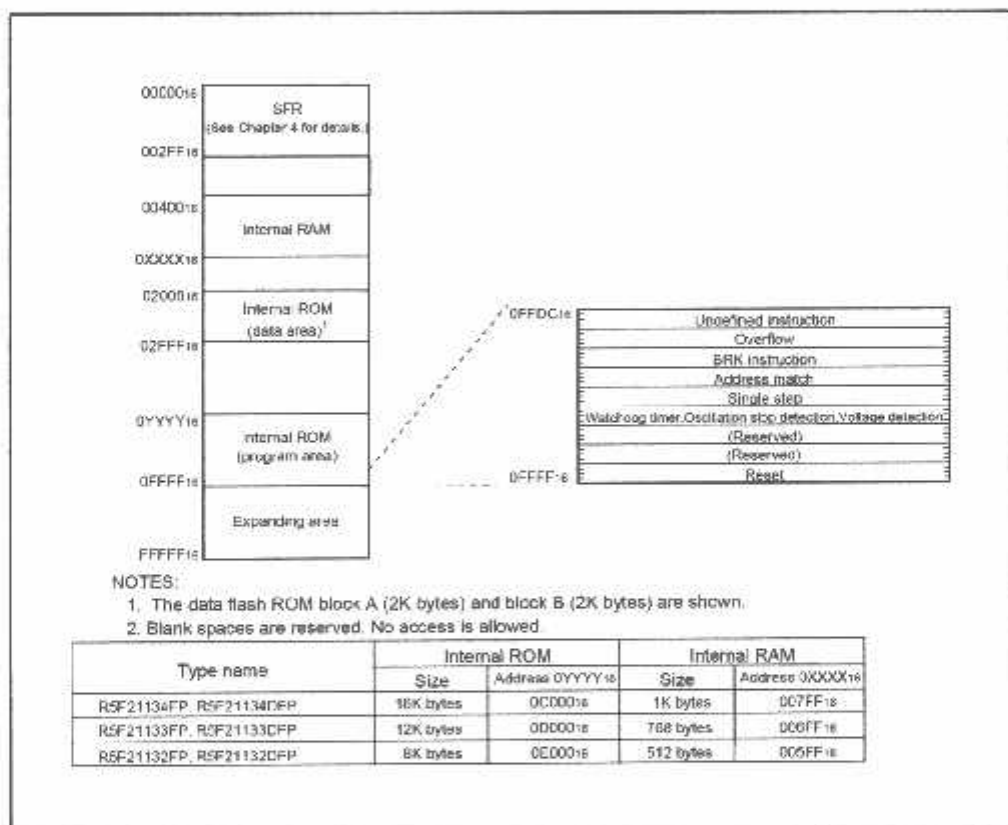 0000016
SFR
(See Chapter 4 for details.)
002FF16
0040016
Internal RAM
0XXXX16
0200016
Internal ROM
(data area)1
02FFF16
0YYYY16
Internal ROM
(program area)
0FFFF16
Expanding area
FFFFF16
0FFDC16
Undefined instruction
Overflow
BRK instruction
Address match
Single step
Watchdog timer,Oscillation stop detection,Voltage detection
(Reserved)
(Reserved)
Reset
0FFFF16
NOTES:
1. The data flash ROM block A (2K bytes) and block B (2K bytes) are shown.
2. Blank spaces are reserved. No access is allowed.
Type name Internal ROM Internal RAM
Size Address 0YYYY16 Size Address 0XXXX16
R5F21134FP, R5F21134DFP 16K bytes 0C00016 1K bytes 007FF16
R5F21133FP, R5F21133DFP 12K bytes 0D00016 768 bytes 006FF16
R5F21132FP, R5F21132DFP 8K bytes 0E00016 512 bytes 005FF16